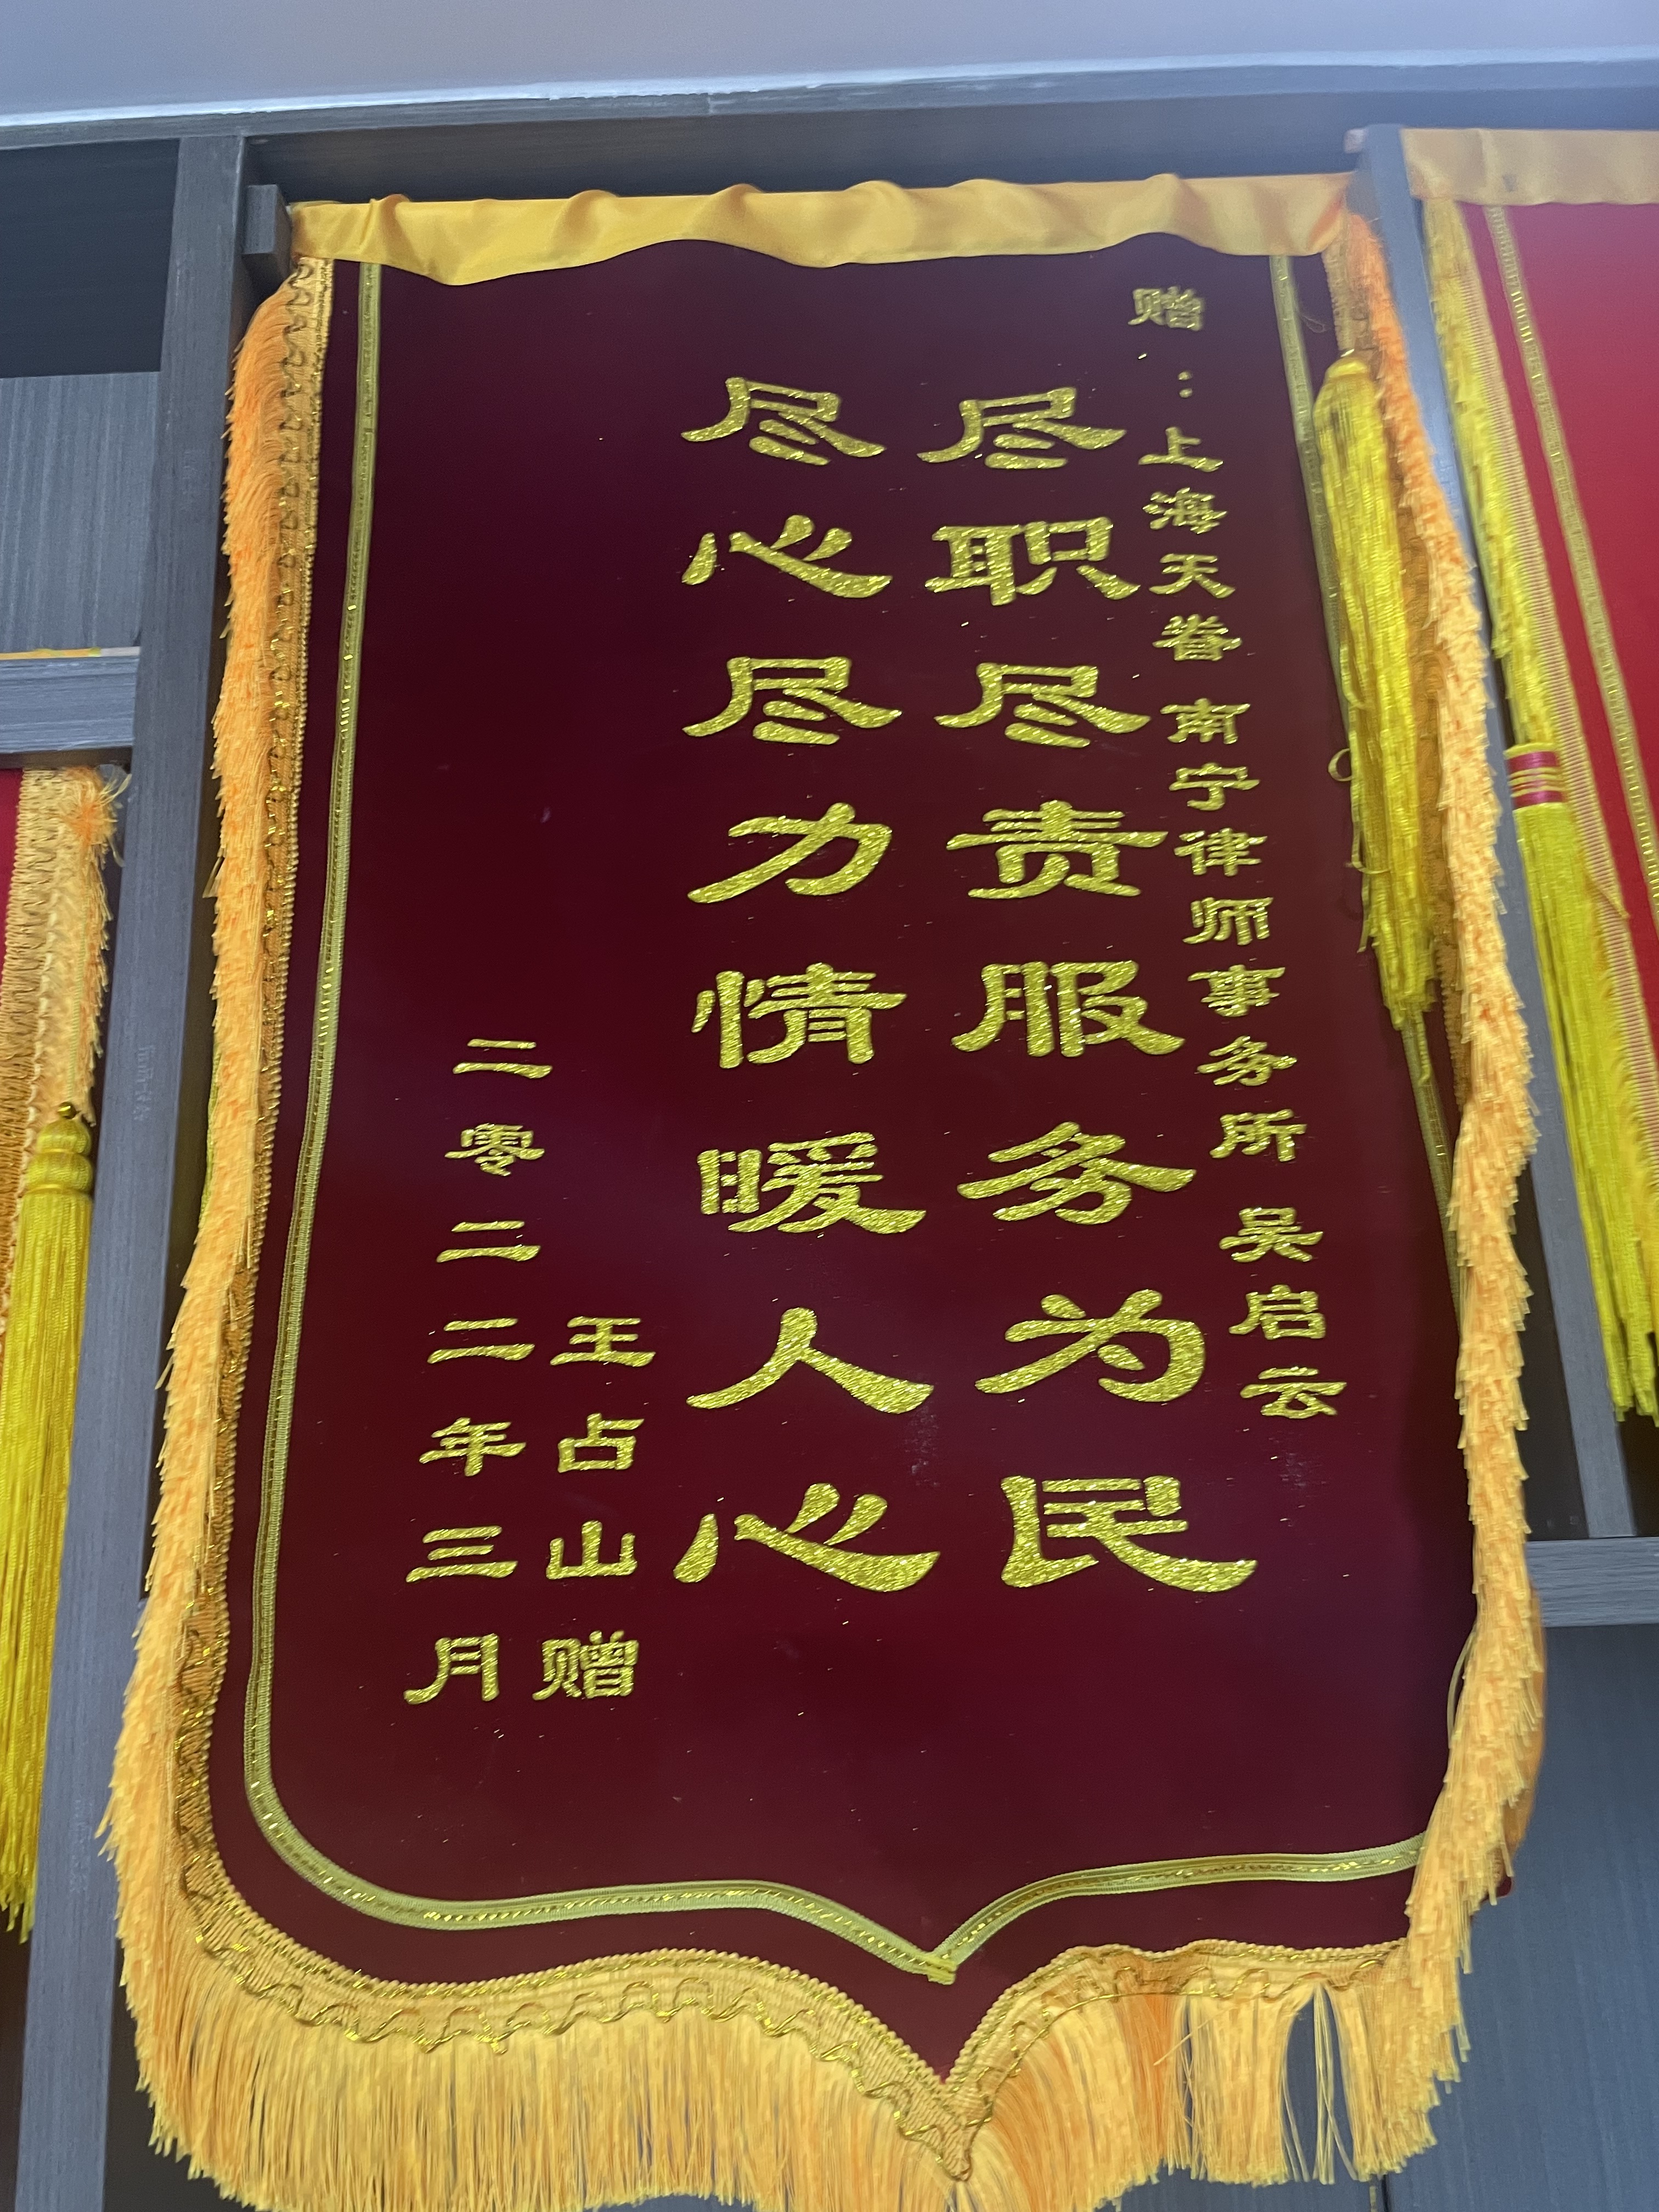 赠：上海天眷 南宁律师事务所 吴启云
尽职尽责服务为民
尽心尽力情暖人心
王占山赠
二零二二年三月